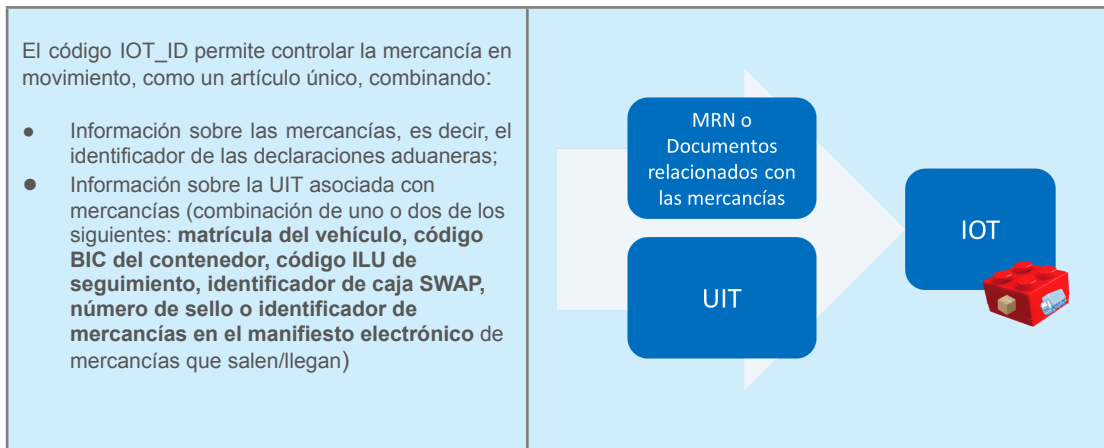 El código IOT_ID permite controlar la mercancía en
movimiento, como un artículo único, combinando:
● Información sobre las mercancías, es decir, el
identificador de las declaraciones aduaneras;
● Información sobre la UIT asociada con
mercancías (combinación de uno o dos de los
siguientes: matrícula del vehículo, código
BIC del contenedor, código ILU de
seguimiento, identificador de caja SWAP,
número de sello o identificador de
mercancías en el manifiesto electrónico de
mercancías que salen/llegan)
MRN o
Documentos
relacionados con
las mercancías
UIT
IOT